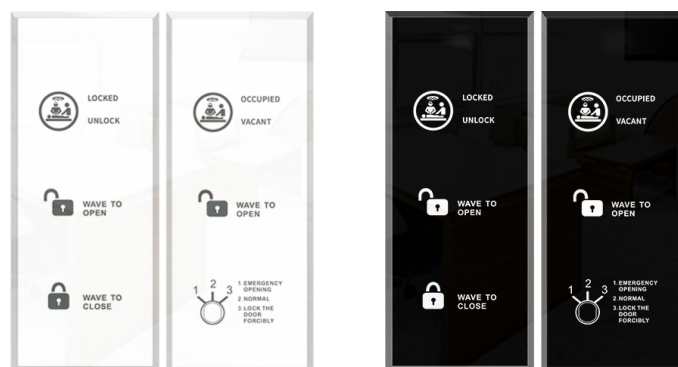 LOCKED
UNLOCK
WAVE TO
OPEN
WAVE TO
CLOSE
OCCUPIED
VACANT
WAVE TO
OPEN
1 2 3
1. EMERGENCY
OPENING
2. NORMAL
3. LOCK THE
DOOR
FORCIBLY
LOCKED
UNLOCK
WAVE TO
OPEN
WAVE TO
CLOSE
OCCUPIED
VACANT
WAVE TO
OPEN
1 2 3
1. EMERGENCY
OPENING
2. NORMAL
3. LOCK THE
DOOR
FORCIBLY